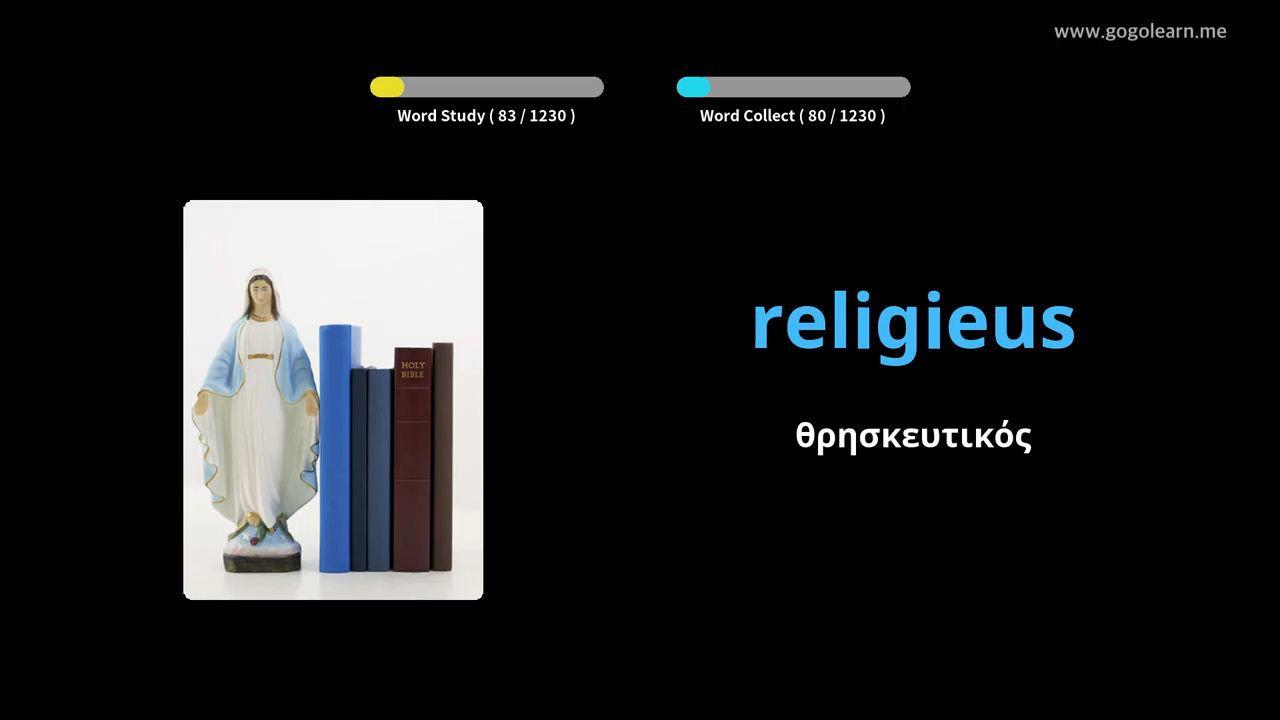 www.gogolearn.me
Word Study ( 83 / 1230 )
Word Collect ( 80 / 1230 )
HOLY
BIBLE
religieus
θρησκευτικός